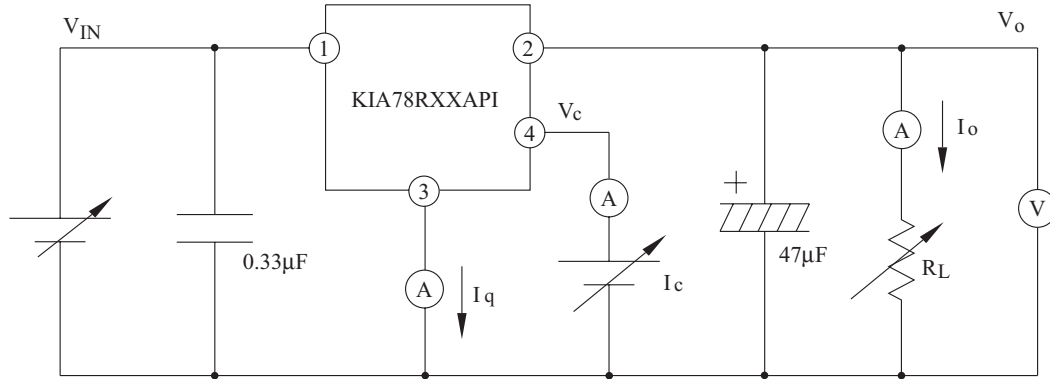 V_IN
V_o
1
2
KIA78RXXAPI
V_c
4
A
I_o
3
A
+
V
0.33μF
47μF
R_L
A
I_q
I_c